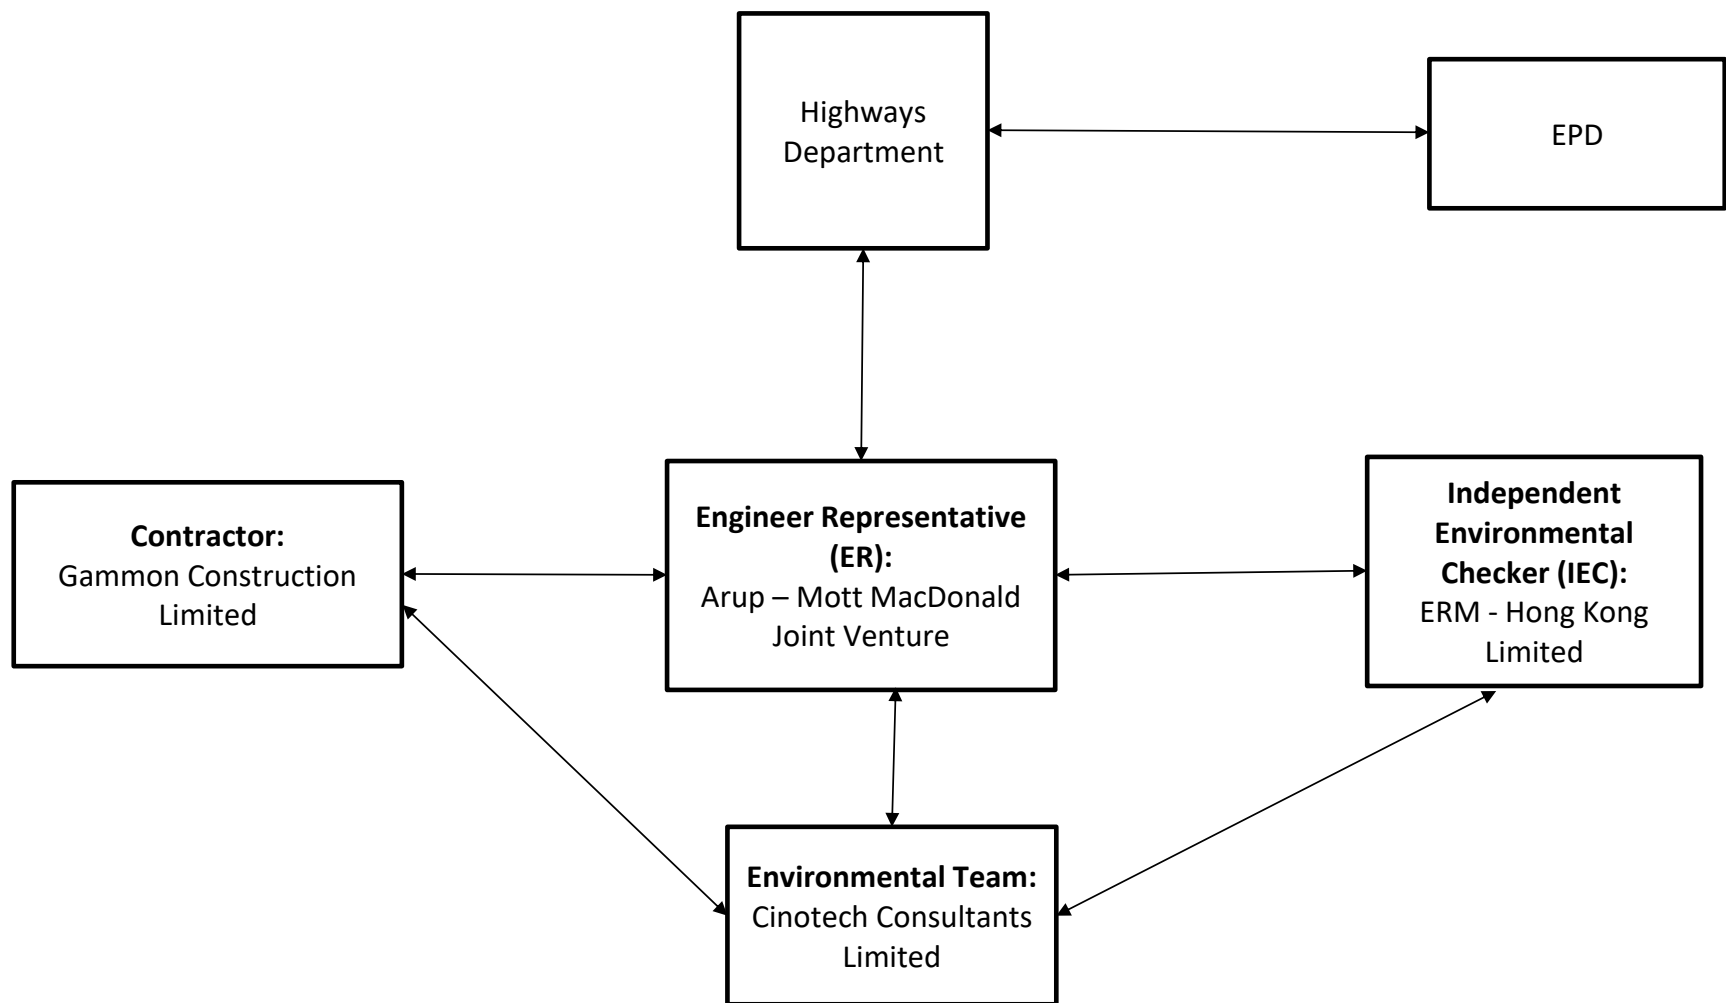 Highways
Department
EPD
Contractor:
Gammon Construction
Limited
Engineer Representative
(ER):
Arup – Mott MacDonald
Joint Venture
Independent
Environmental
Checker (IEC):
ERM - Hong Kong
Limited
Environmental Team:
Cinotech Consultants
Limited